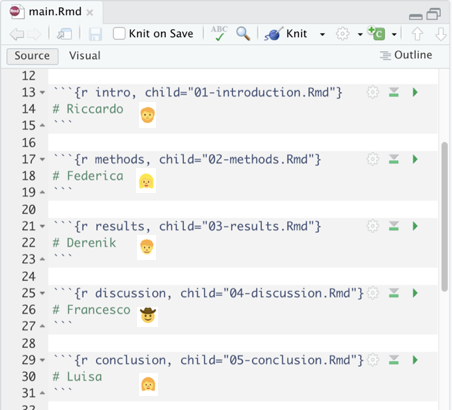 main.Rmd
Knit on Save
ABC
Knit
Source
Visual
Outline
12
13 ```{r intro, child="01-introduction.Rmd"}
14 # Riccardo
15 ```
16
17 ```{r methods, child="02-methods.Rmd"}
18 # Federica
19 ```
20
21 ```{r results, child="03-results.Rmd"}
22 # Derenik
23 ```
24
25 ```{r discussion, child="04-discussion.Rmd"}
26 # Francesco
27 ```
28
29 ```{r conclusion, child="05-conclusion.Rmd"}
30 # Luisa
31 ```